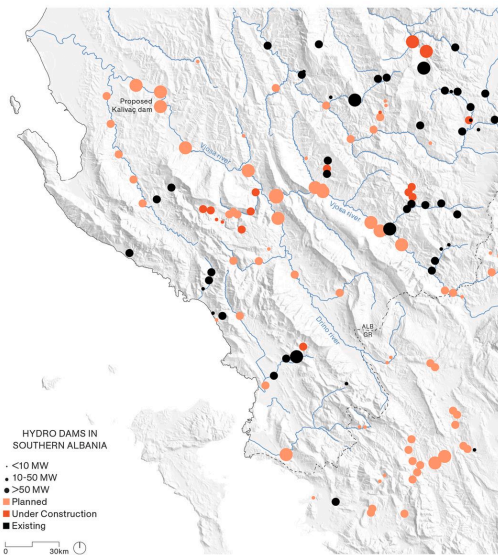 Proposed
Kalivaç dam
Vjosa river
Vjosa river
Drino river
ALB
GR
HYDRO DAMS IN
SOUTHERN ALBANIA
<10 MW
10-50 MW
>50 MW
Planned
Under Construction
Existing
0 30km